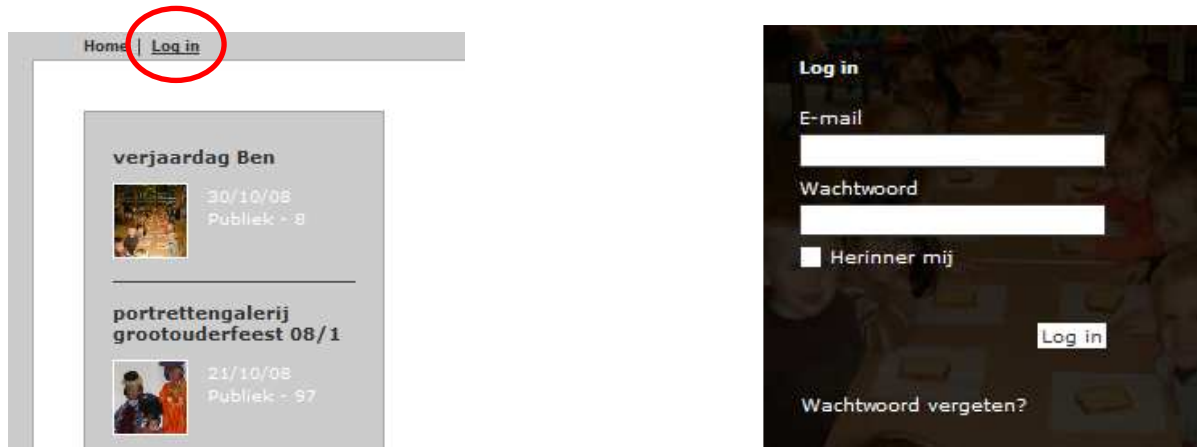 Home | Log in
verjaardag Ben
30/10/08
Publiek - 8
portrettengalerij
grootouderfeest 08/1
21/10/08
Publiek - 97
Log in
E-mail
Wachtwoord
Herinner mij
Log in
Wachtwoord vergeten?